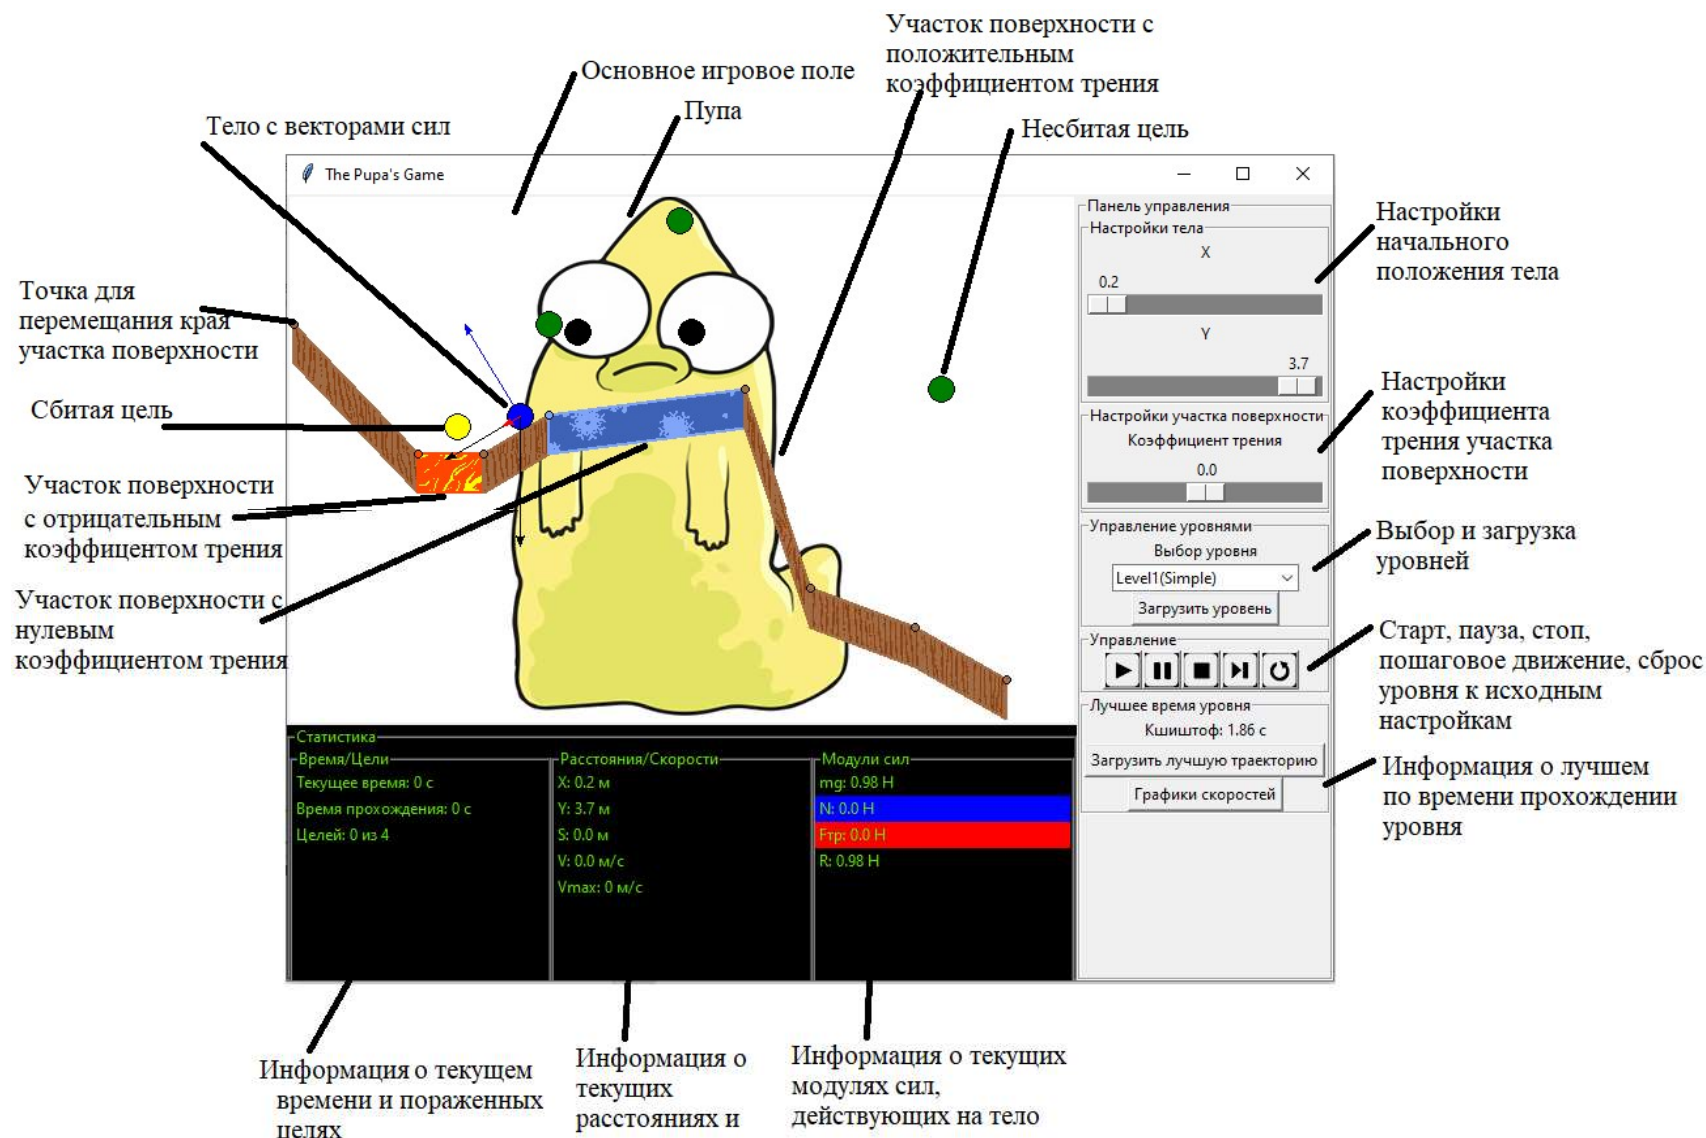 Участок поверхности с
положительным
коэффициентом трения
Основное игровое поле
Пупа
Несбитая цель
Тело с векторами сил
Точка для
перемещания края
участка поверхности
Сбитая цель
Участок поверхности
с отрицательным
коэффицентом трения
Участок поверхности с
нулевым
коэффициентом трения
The Pupa's Game
Панель управления
Настройки тела
X
0.2
Y
3.7
Настройки участка поверхности
Коэффициент трения
0.0
Управление уровнями
Выбор уровня
Level1(Simple)
Загрузить уровень
Управление
Лучшее время уровня
Кшиштоф: 1.86 с
Загрузить лучшую траекторию
Графики скоростей
Статистика
Время/Цели
Текущее время: 0 с
Время прохождения: 0 с
Целей: 0 из 4
Расстояния/Скорости
X: 0.2 м
Y: 3.7 м
S: 0.0 м
V: 0.0 м/с
Vmax: 0 м/с
Модули сил
mg: 0.98 Н
N: 0.0 Н
Fтр: 0.0 Н
R: 0.98 Н
Настройки
начального
положения тела
Настройки
коэффициента
трения участка
поверхности
Выбор и загрузка
уровней
Старт, пауза, стоп,
пошаговое движение, сброс
уровня к исходным
настройкам
Информация о лучшем
по времени прохождении
уровня
Информация о текущем
времени и пораженных
целях
Информация о
текущих
расстояниях и
Информация о текущих
модулях сил,
действующих на тело